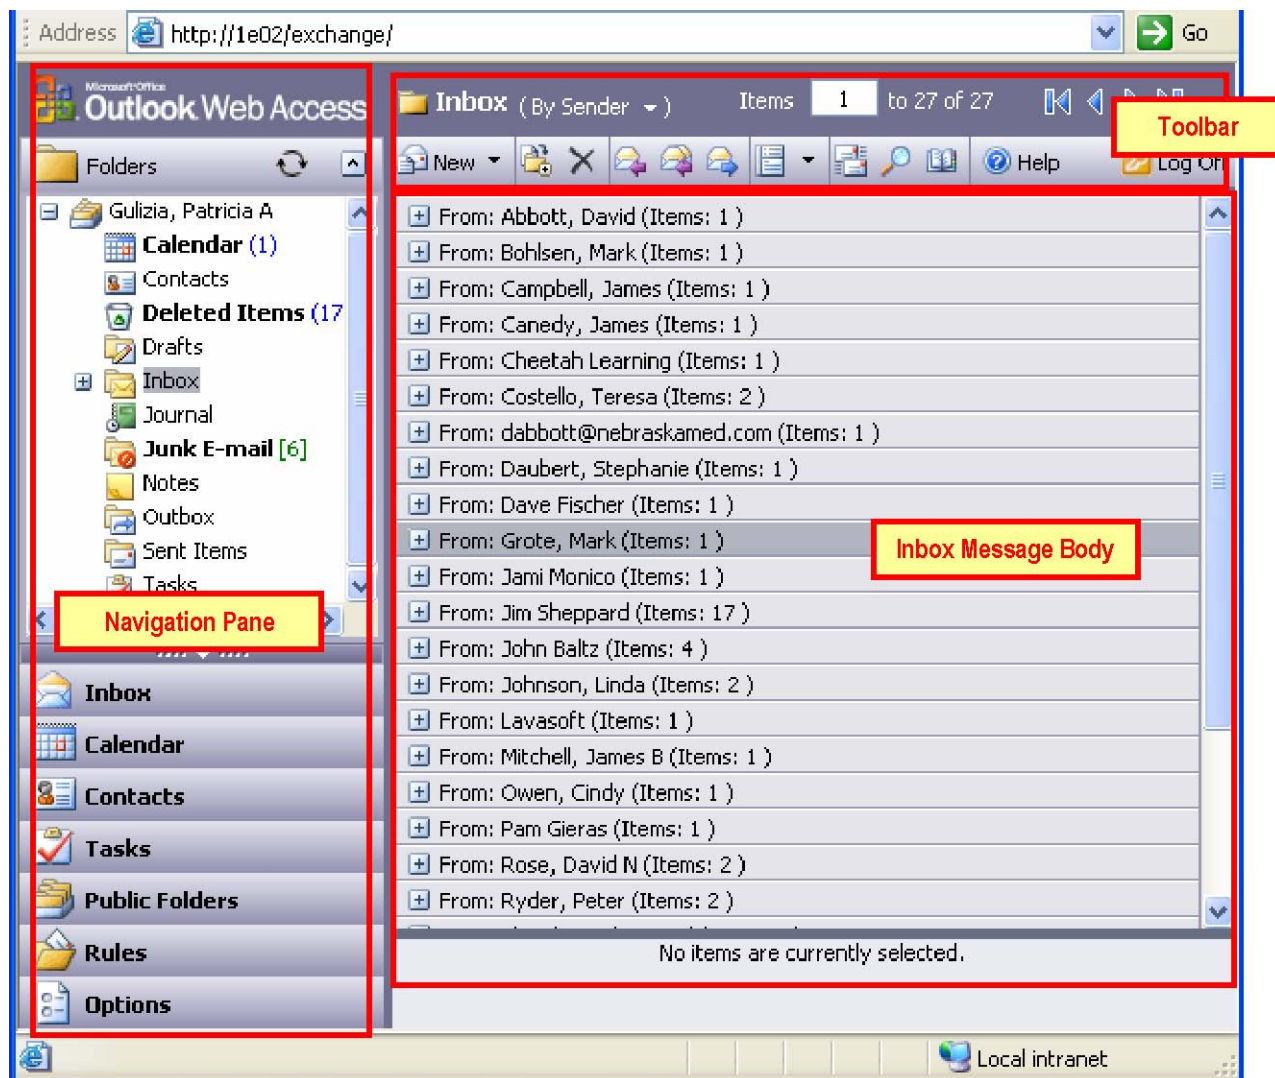 Address http://1e02/exchange/ Go
Microsoft Office
Outlook Web Access
Inbox (By Sender ) Items 1 to 27 of 27
Toolbar
Folders
New Help Log Off
Gulizia, Patricia A
Calendar (1)
Contacts
Deleted Items (17
Drafts
Inbox
Journal
Junk E-mail [6]
Notes
Outbox
Sent Items
Tasks
Navigation Pane
Inbox
Calendar
Contacts
Tasks
Public Folders
Rules
Options
From: Abbott, David (Items: 1 )
From: Bohlsen, Mark (Items: 1 )
From: Campbell, James (Items: 1 )
From: Canedy, James (Items: 1 )
From: Cheetah Learning (Items: 1 )
From: Costello, Teresa (Items: 2 )
From: dabbott@nebraskamed.com (Items: 1 )
From: Daubert, Stephanie (Items: 1 )
From: Dave Fischer (Items: 1 )
From: Grote, Mark (Items: 1 )
Inbox Message Body
From: Jami Monico (Items: 1 )
From: Jim Sheppard (Items: 17 )
From: John Baltz (Items: 4 )
From: Johnson, Linda (Items: 2 )
From: Lavasoft (Items: 1 )
From: Mitchell, James B (Items: 1 )
From: Owen, Cindy (Items: 1 )
From: Pam Gieras (Items: 1 )
From: Rose, David N (Items: 2 )
From: Ryder, Peter (Items: 2 )
No items are currently selected.
Local intranet